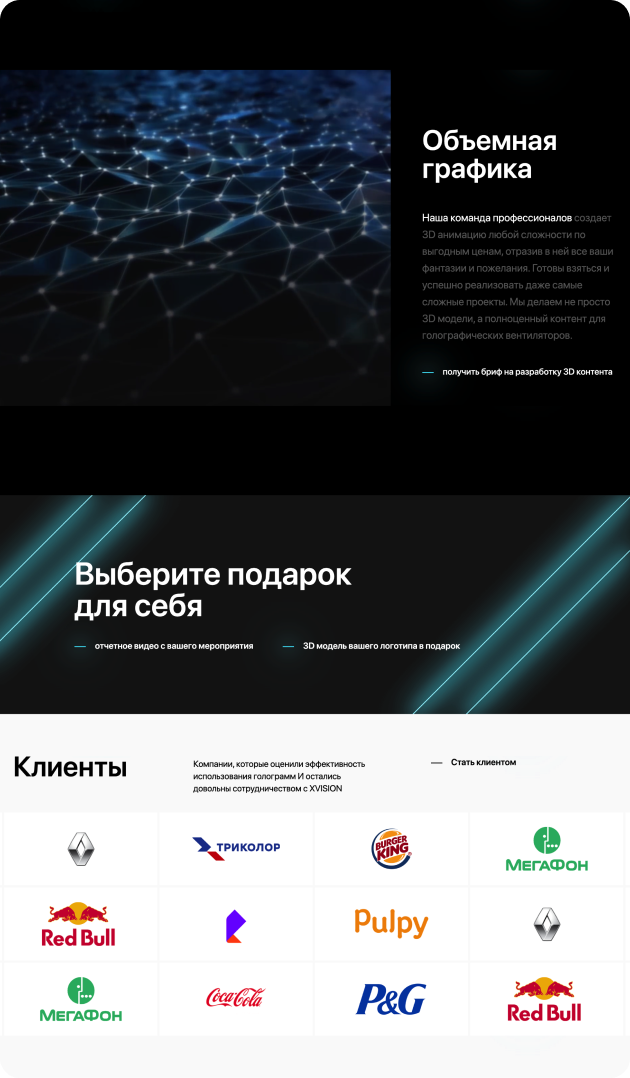 Объемная
графика
Наша команда профессионалов создает
3D анимацию любой сложности по
выгодным ценам, отразив в ней все ваши
фантазии и пожелания. Готовы взяться и
успешно реализовать даже самые
сложные проекты. Мы делаем не просто
3D модели, а полноценный контент для
голографических вентиляторов.
получить бриф на разработку 3D контента
Выберите подарок
для себя
отчетное видео с вашего мероприятия
3D модель вашего логотипа в подарок
Клиенты
Компании, которые оценили эффективность
использования голограмм И остались
довольны сотрудничеством с XVISION
Стать клиентом
ТРИКОЛОР
BURGER
KING
МЕГАФОН
Red Bull
Pulpy
МЕГАФОН
Coca-Cola
P&G
Red Bull